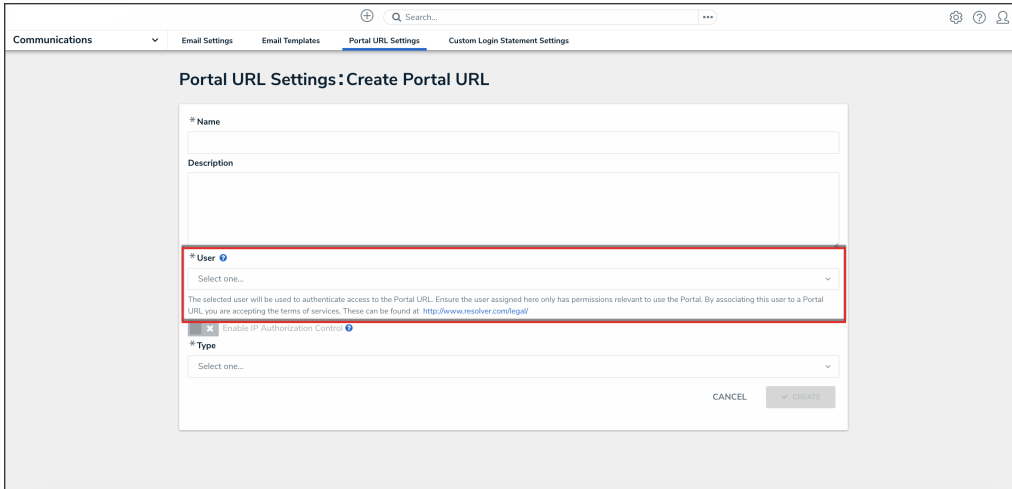 Search...
Communications
Email Settings
Email Templates
Portal URL Settings
Custom Login Statement Settings
Portal URL Settings: Create Portal URL
* Name
Description
* User
Select one...
The selected user will be used to authenticate access to the Portal URL. Ensure the user assigned here only has permissions relevant to use the Portal. By associating this user to a Portal
URL you are accepting the terms of services. These can be found at http://www.resolver.com/legal/
Enable IP Authorization Control
* Type
Select one...
CANCEL
CREATE